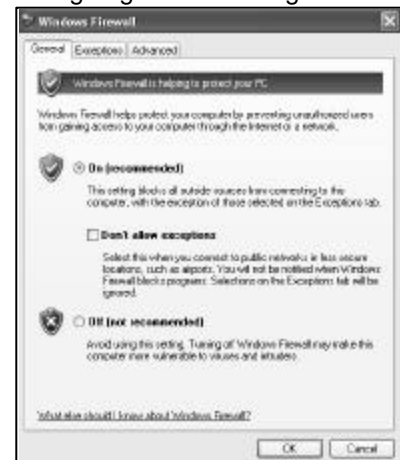 Windows Firewall
General Exceptions Advanced
Windows Firewall is helping to protect your PC
Windows Firewall helps protect your computer by preventing unauthorized users
from gaining access to your computer through the Internet or a network.
On (recommended)
This setting blocks all outside sources from connecting to this
computer, with the exception of those selected on the Exceptions tab.
Don't allow exceptions
Select this when you connect to public networks in less secure
locations, such as airports. You will not be notified when Windows
Firewall blocks programs. Selections on the Exceptions tab will be
ignored.
Off (not recommended)
Avoid using this setting. Turning off Windows Firewall may make this
computer more vulnerable to viruses and intruders.
What else should I know about Windows Firewall?
OK Cancel